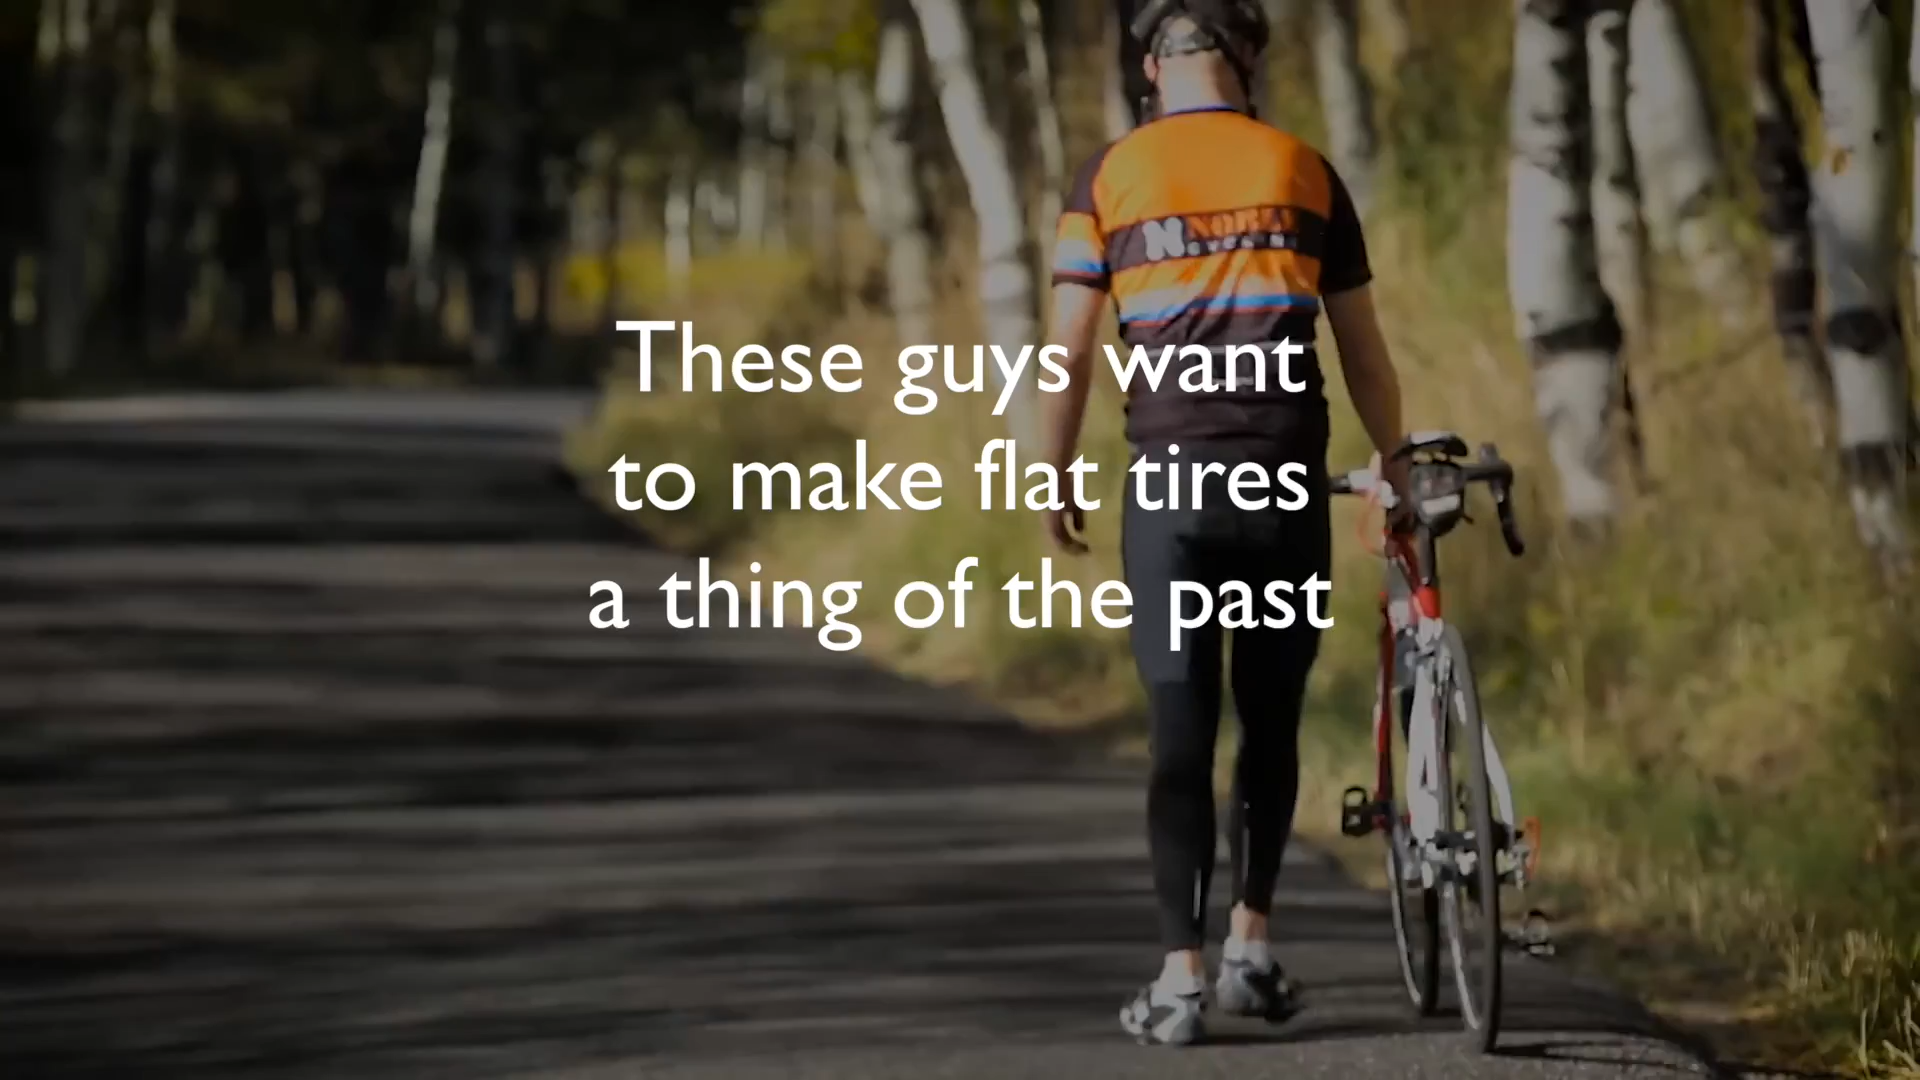 These guys want
to make flat tires
a thing of the past